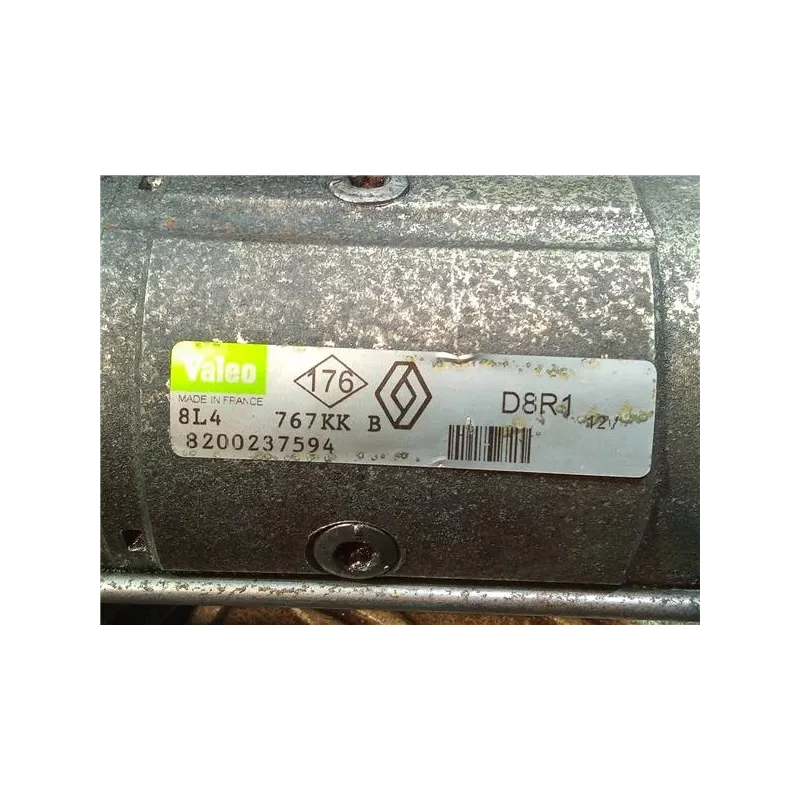 Valeo 176 D8R1 12V
MADE IN FRANCE
8L4 767KK B
8200237594